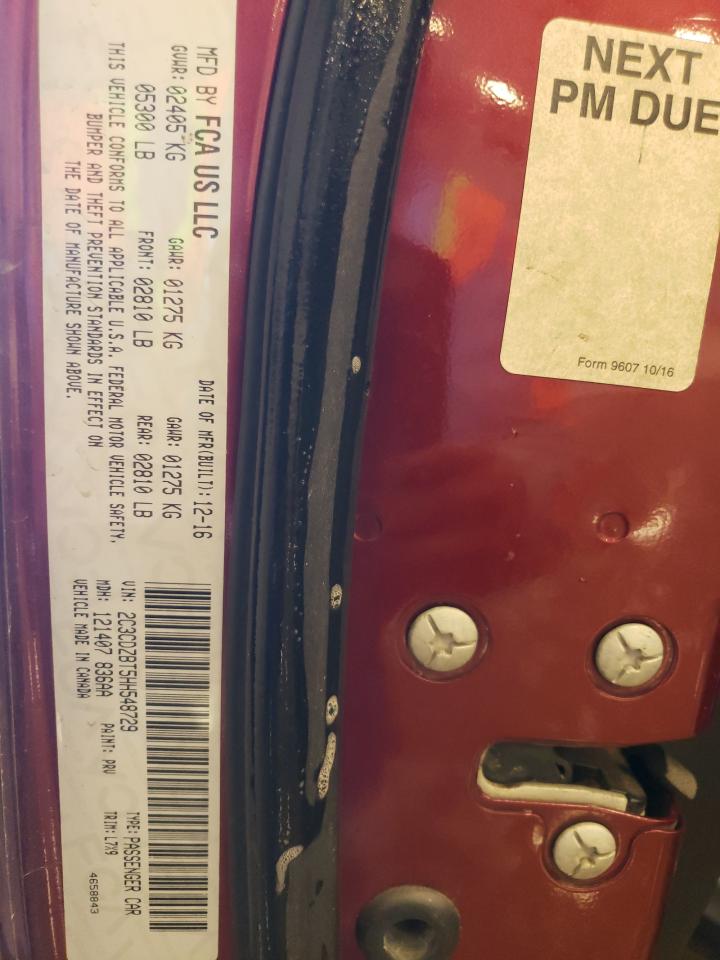 MFD BY FCA US LLC
DATE OF MFR(BUILT): 12-16
GVWR: 02405 KG
GAWR: 01275 KG
GAWR: 01275 KG
05300 LB
FRONT: 02810 LB
REAR: 02810 LB
THIS VEHICLE CONFORMS TO ALL APPLICABLE U.S.A. FEDERAL MOTOR VEHICLE SAFETY,
BUMPER AND THEFT PREVENTION STANDARDS IN EFFECT ON
THE DATE OF MANUFACTURE SHOWN ABOVE.
VIN: 2C3CDZBT5HH548729
TYPE: PASSENGER CAR
MDH: 121407 836AA
PAINT: PRV
TRIM: L7X9
VEHICLE MADE IN CANADA
4658843
NEXT
PM DUE
Form 9607 10/16